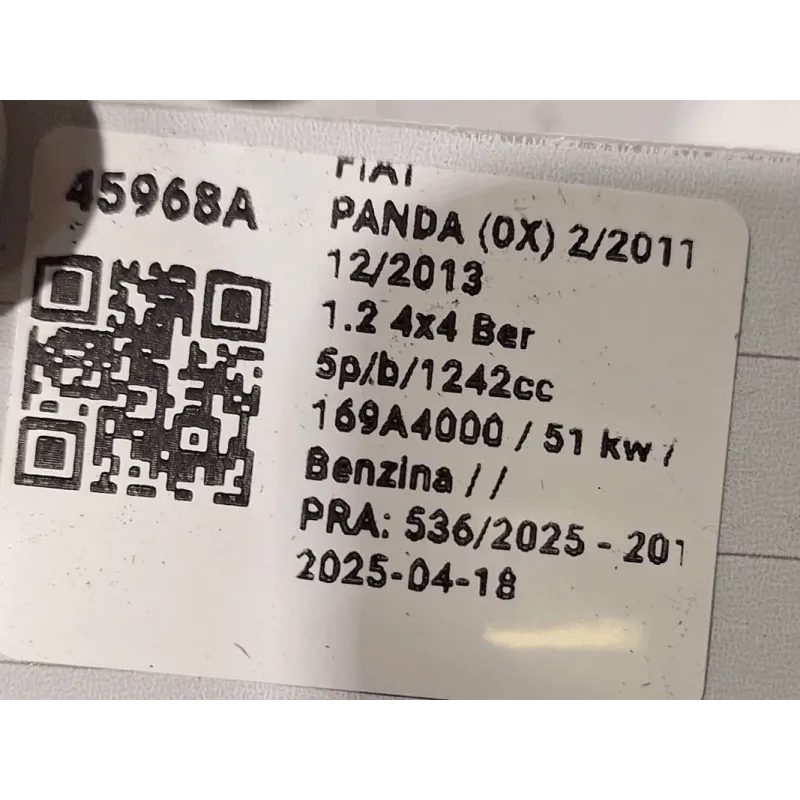 45968A
FIAT
PANDA (0X) 2/2011
12/2013
1.2 4x4 Ber
5p/b/1242cc
169A4000 / 51 kw /
Benzina / /
PRA: 536/2025 - 201
2025-04-18